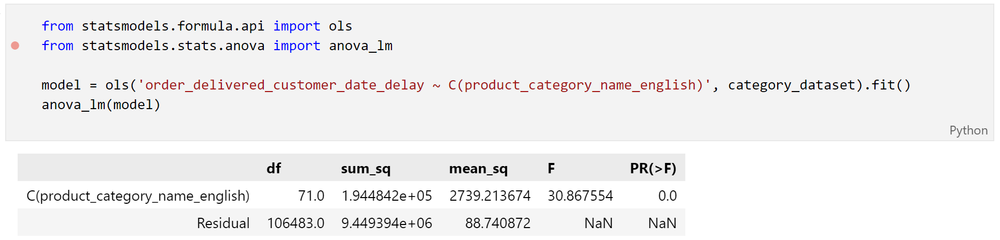 from statsmodels.formula.api import ols
from statsmodels.stats.anova import anova_lm
model = ols('order_delivered_customer_date_delay ~ C(product_category_name_english)', category_dataset).fit()
anova_lm(model)
Python
df sum_sq mean_sq F PR(>F)
C(product_category_name_english) 71.0 1.944842e+05 2739.213674 30.867554 0.0
Residual 106483.0 9.449394e+06 88.740872 NaN NaN